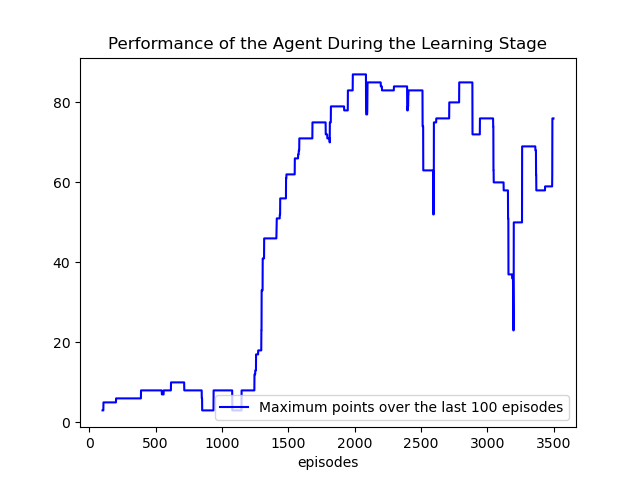 Performance of the Agent During the Learning Stage
80
60
40
20
0
Maximum points over the last 100 episodes
0 500 1000 1500 2000 2500 3000 3500
episodes